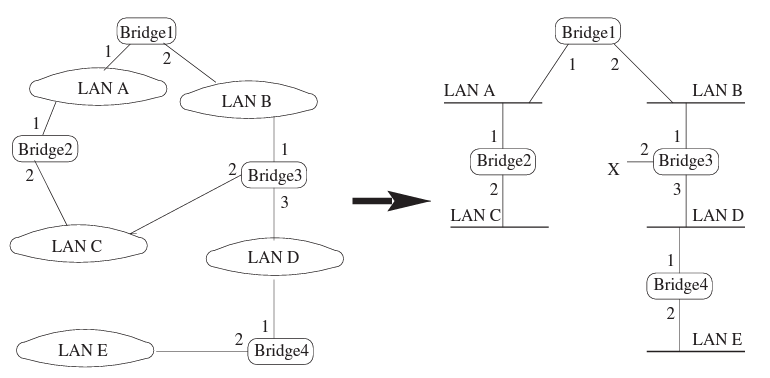 Bridge1
1
2
LAN A
LAN B
1
Bridge2
2
1
2
Bridge3
3
LAN C
LAN D
1
2
Bridge4
LAN E
Bridge1
1
2
LAN A
LAN B
1
Bridge2
2
LAN C
1
2
X
Bridge3
3
LAN D
1
Bridge4
2
LAN E